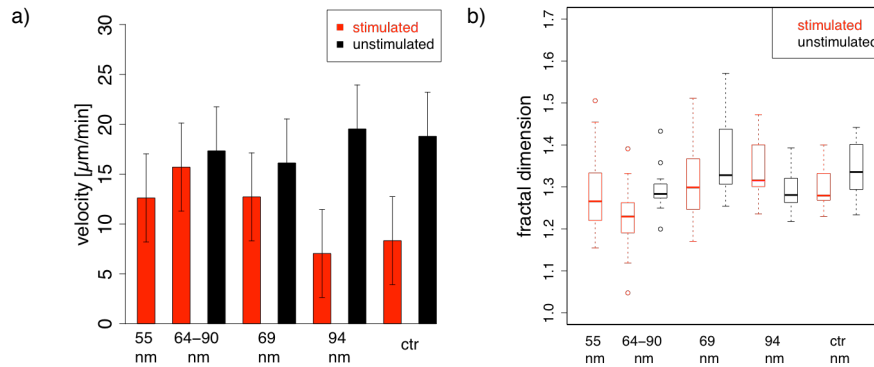 a)
30
25
20
15
10
5
0
velocity [µm/min]
stimulated
unstimulated
55 nm
64–90 nm
69 nm
94 nm
ctr
b)
1.7
1.6
1.5
1.4
1.3
1.2
1.1
1.0
fractal dimension
stimulated
unstimulated
55 nm
64–90 nm
69 nm
94 nm
ctr